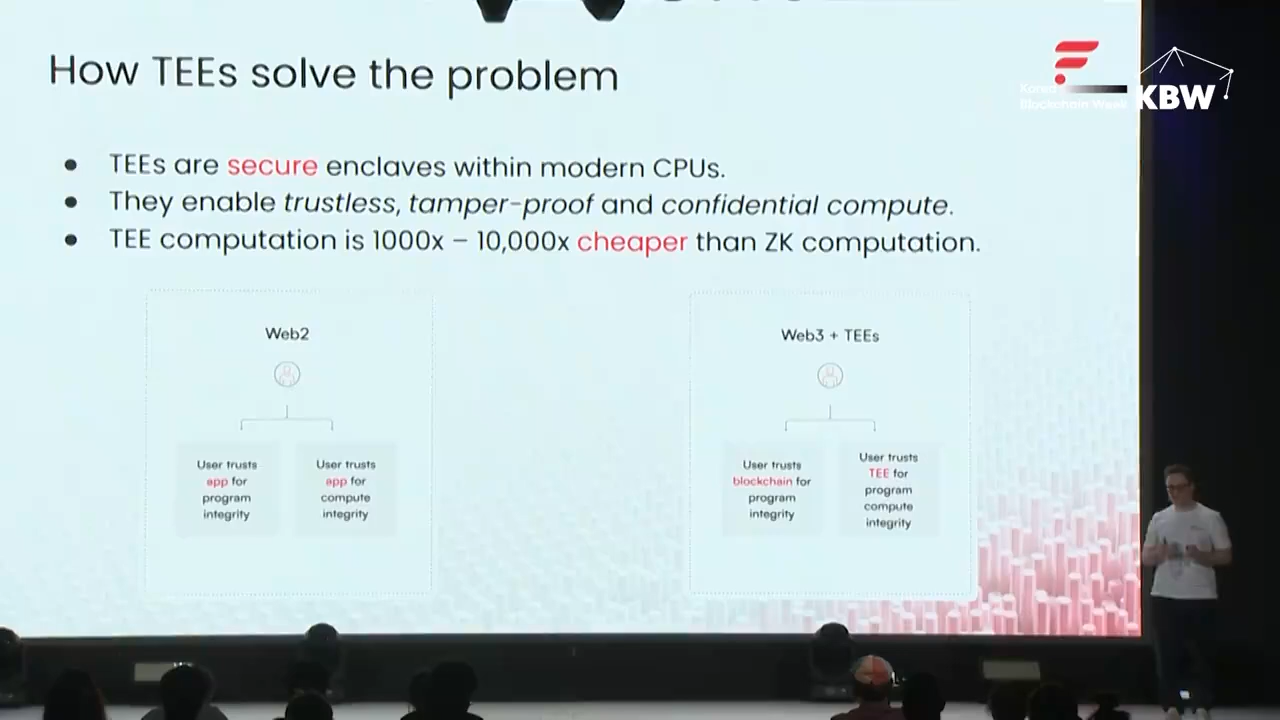 How TEEs solve the problem
Korea
Blockchain Week
KBW
● TEEs are secure enclaves within modern CPUs.
● They enable trustless, tamper-proof and confidential compute.
● TEE computation is 1000x – 10,000x cheaper than ZK computation.
Web2
User trusts
app for
program
integrity
User trusts
app for
compute
integrity
Web3 + TEEs
User trusts
blockchain for
program
integrity
User trusts
TEE for
program
compute
integrity